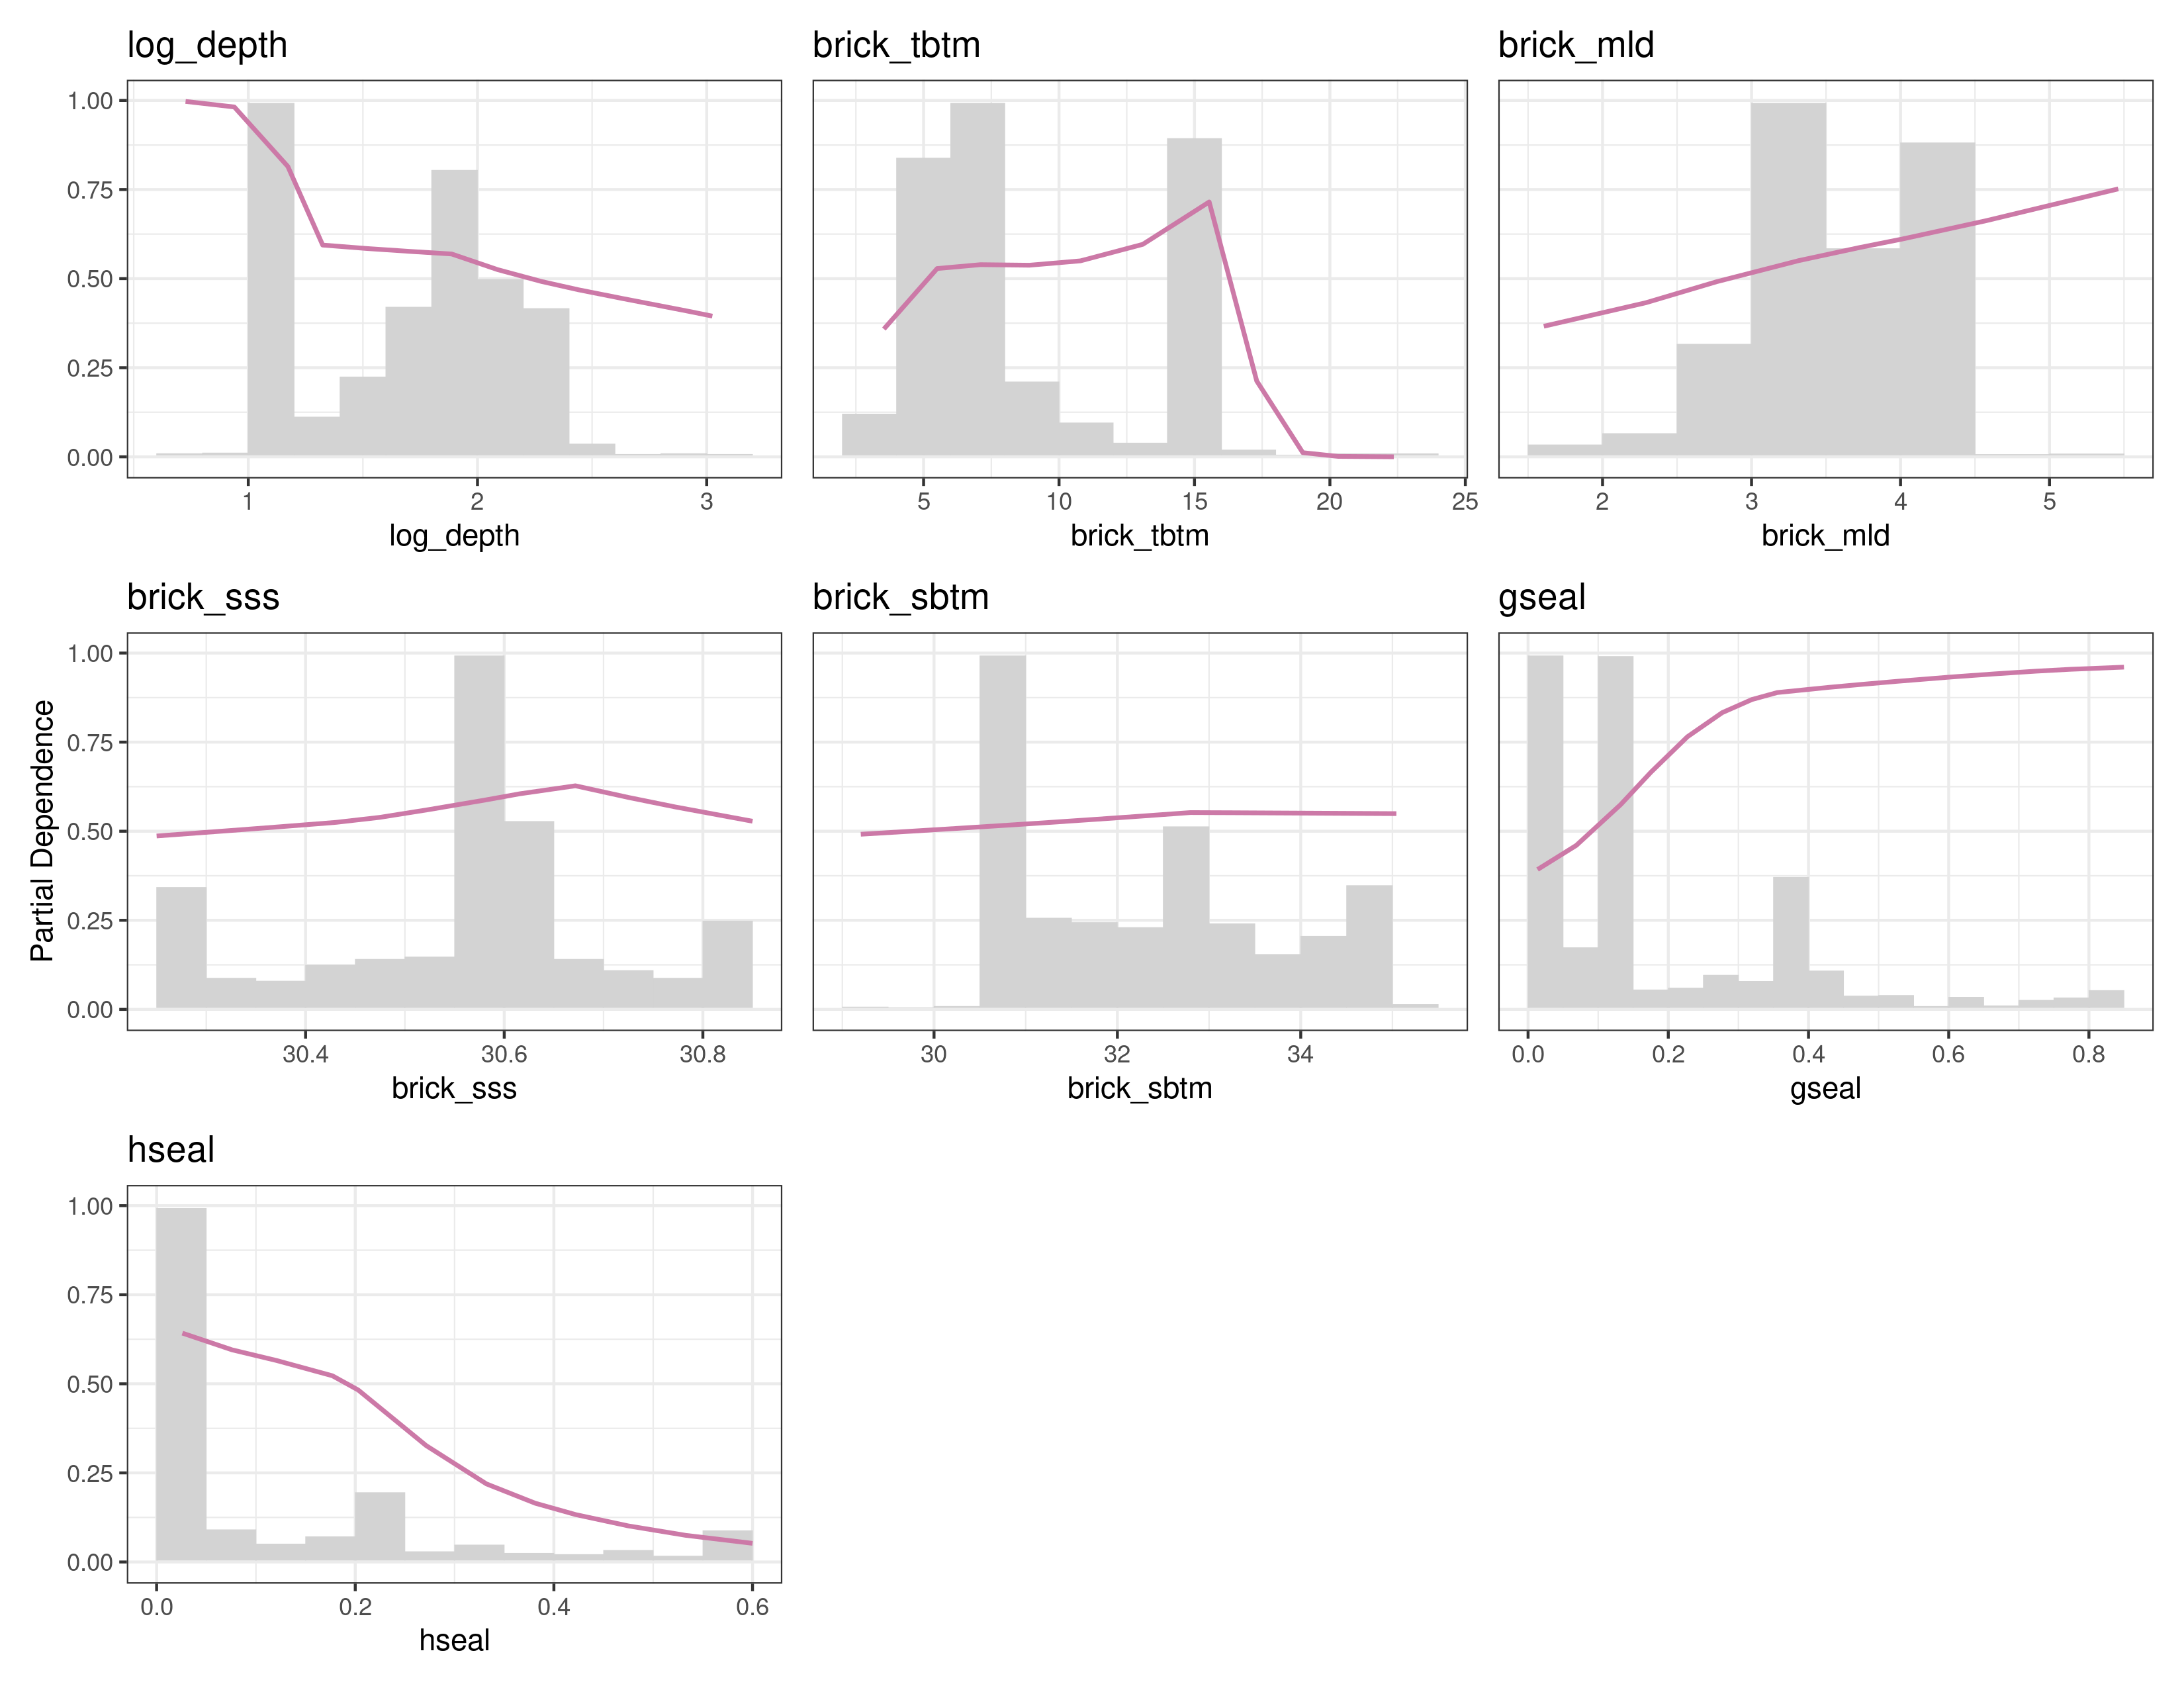 log_depth
brick_tbtm
brick_mld
1.00
0.75
0.50
0.25
0.00
1 2 3
5 10 15 20 25
2 3 4 5
log_depth
brick_tbtm
brick_mld
brick_sss
brick_sbtm
gseal
Partial Dependence
1.00
0.75
0.50
0.25
0.00
30.4 30.6 30.8
30 32 34
0.0 0.2 0.4 0.6 0.8
brick_sss
brick_sbtm
gseal
hseal
1.00
0.75
0.50
0.25
0.00
0.0 0.2 0.4 0.6
hseal